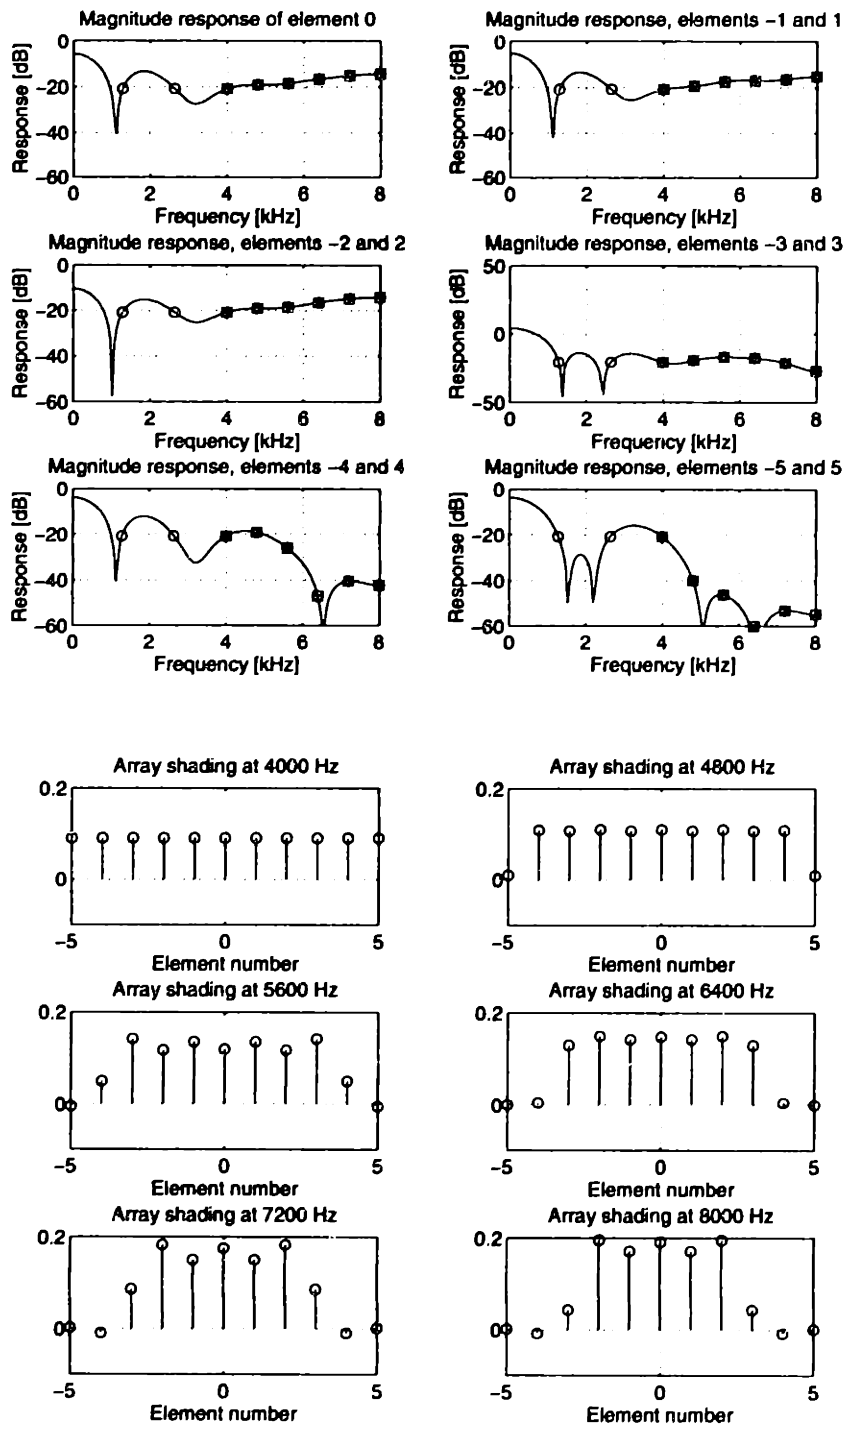 Magnitude response of element 0
Magnitude response, elements −1 and 1
Response [dB]
0
−20
−40
−60
0 2 4 6 8
Frequency [kHz]
Response [dB]
0
−20
−40
−60
0 2 4 6 8
Frequency [kHz]
Magnitude response, elements −2 and 2
Magnitude response, elements −3 and 3
Response [dB]
0
−20
−40
−60
0 2 4 6 8
Frequency [kHz]
Response [dB]
50
0
−50
0 2 4 6 8
Frequency [kHz]
Magnitude response, elements −4 and 4
Magnitude response, elements −5 and 5
Response [dB]
0
−20
−40
−60
0 2 4 6 8
Frequency [kHz]
Response [dB]
0
−20
−40
−60
0 2 4 6 8
Frequency [kHz]
Array shading at 4000 Hz
Array shading at 4800 Hz
0.2
0
−5 0 5
Element number
0.2
0
−5 0 5
Element number
Array shading at 5600 Hz
Array shading at 6400 Hz
0.2
0
−5 0 5
Element number
0.2
0
−5 0 5
Element number
Array shading at 7200 Hz
Array shading at 8000 Hz
0.2
0
−5 0 5
Element number
0.2
0
−5 0 5
Element number